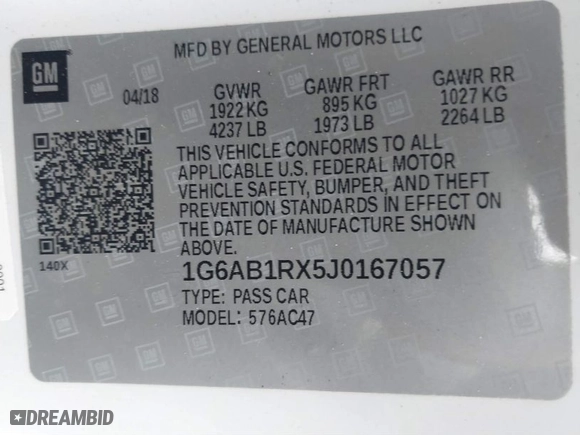 MFD BY GENERAL MOTORS LLC
GM
04/18
GVWR
1922 KG
4237 LB
GAWR FRT
895 KG
1973 LB
GAWR RR
1027 KG
2264 LB
THIS VEHICLE CONFORMS TO ALL
APPLICABLE U.S. FEDERAL MOTOR
VEHICLE SAFETY, BUMPER, AND THEFT
PREVENTION STANDARDS IN EFFECT ON
THE DATE OF MANUFACTURE SHOWN
ABOVE.
140X
1G6AB1RX5J0167057
TYPE: PASS CAR
MODEL: 576AC47
DREAMBID